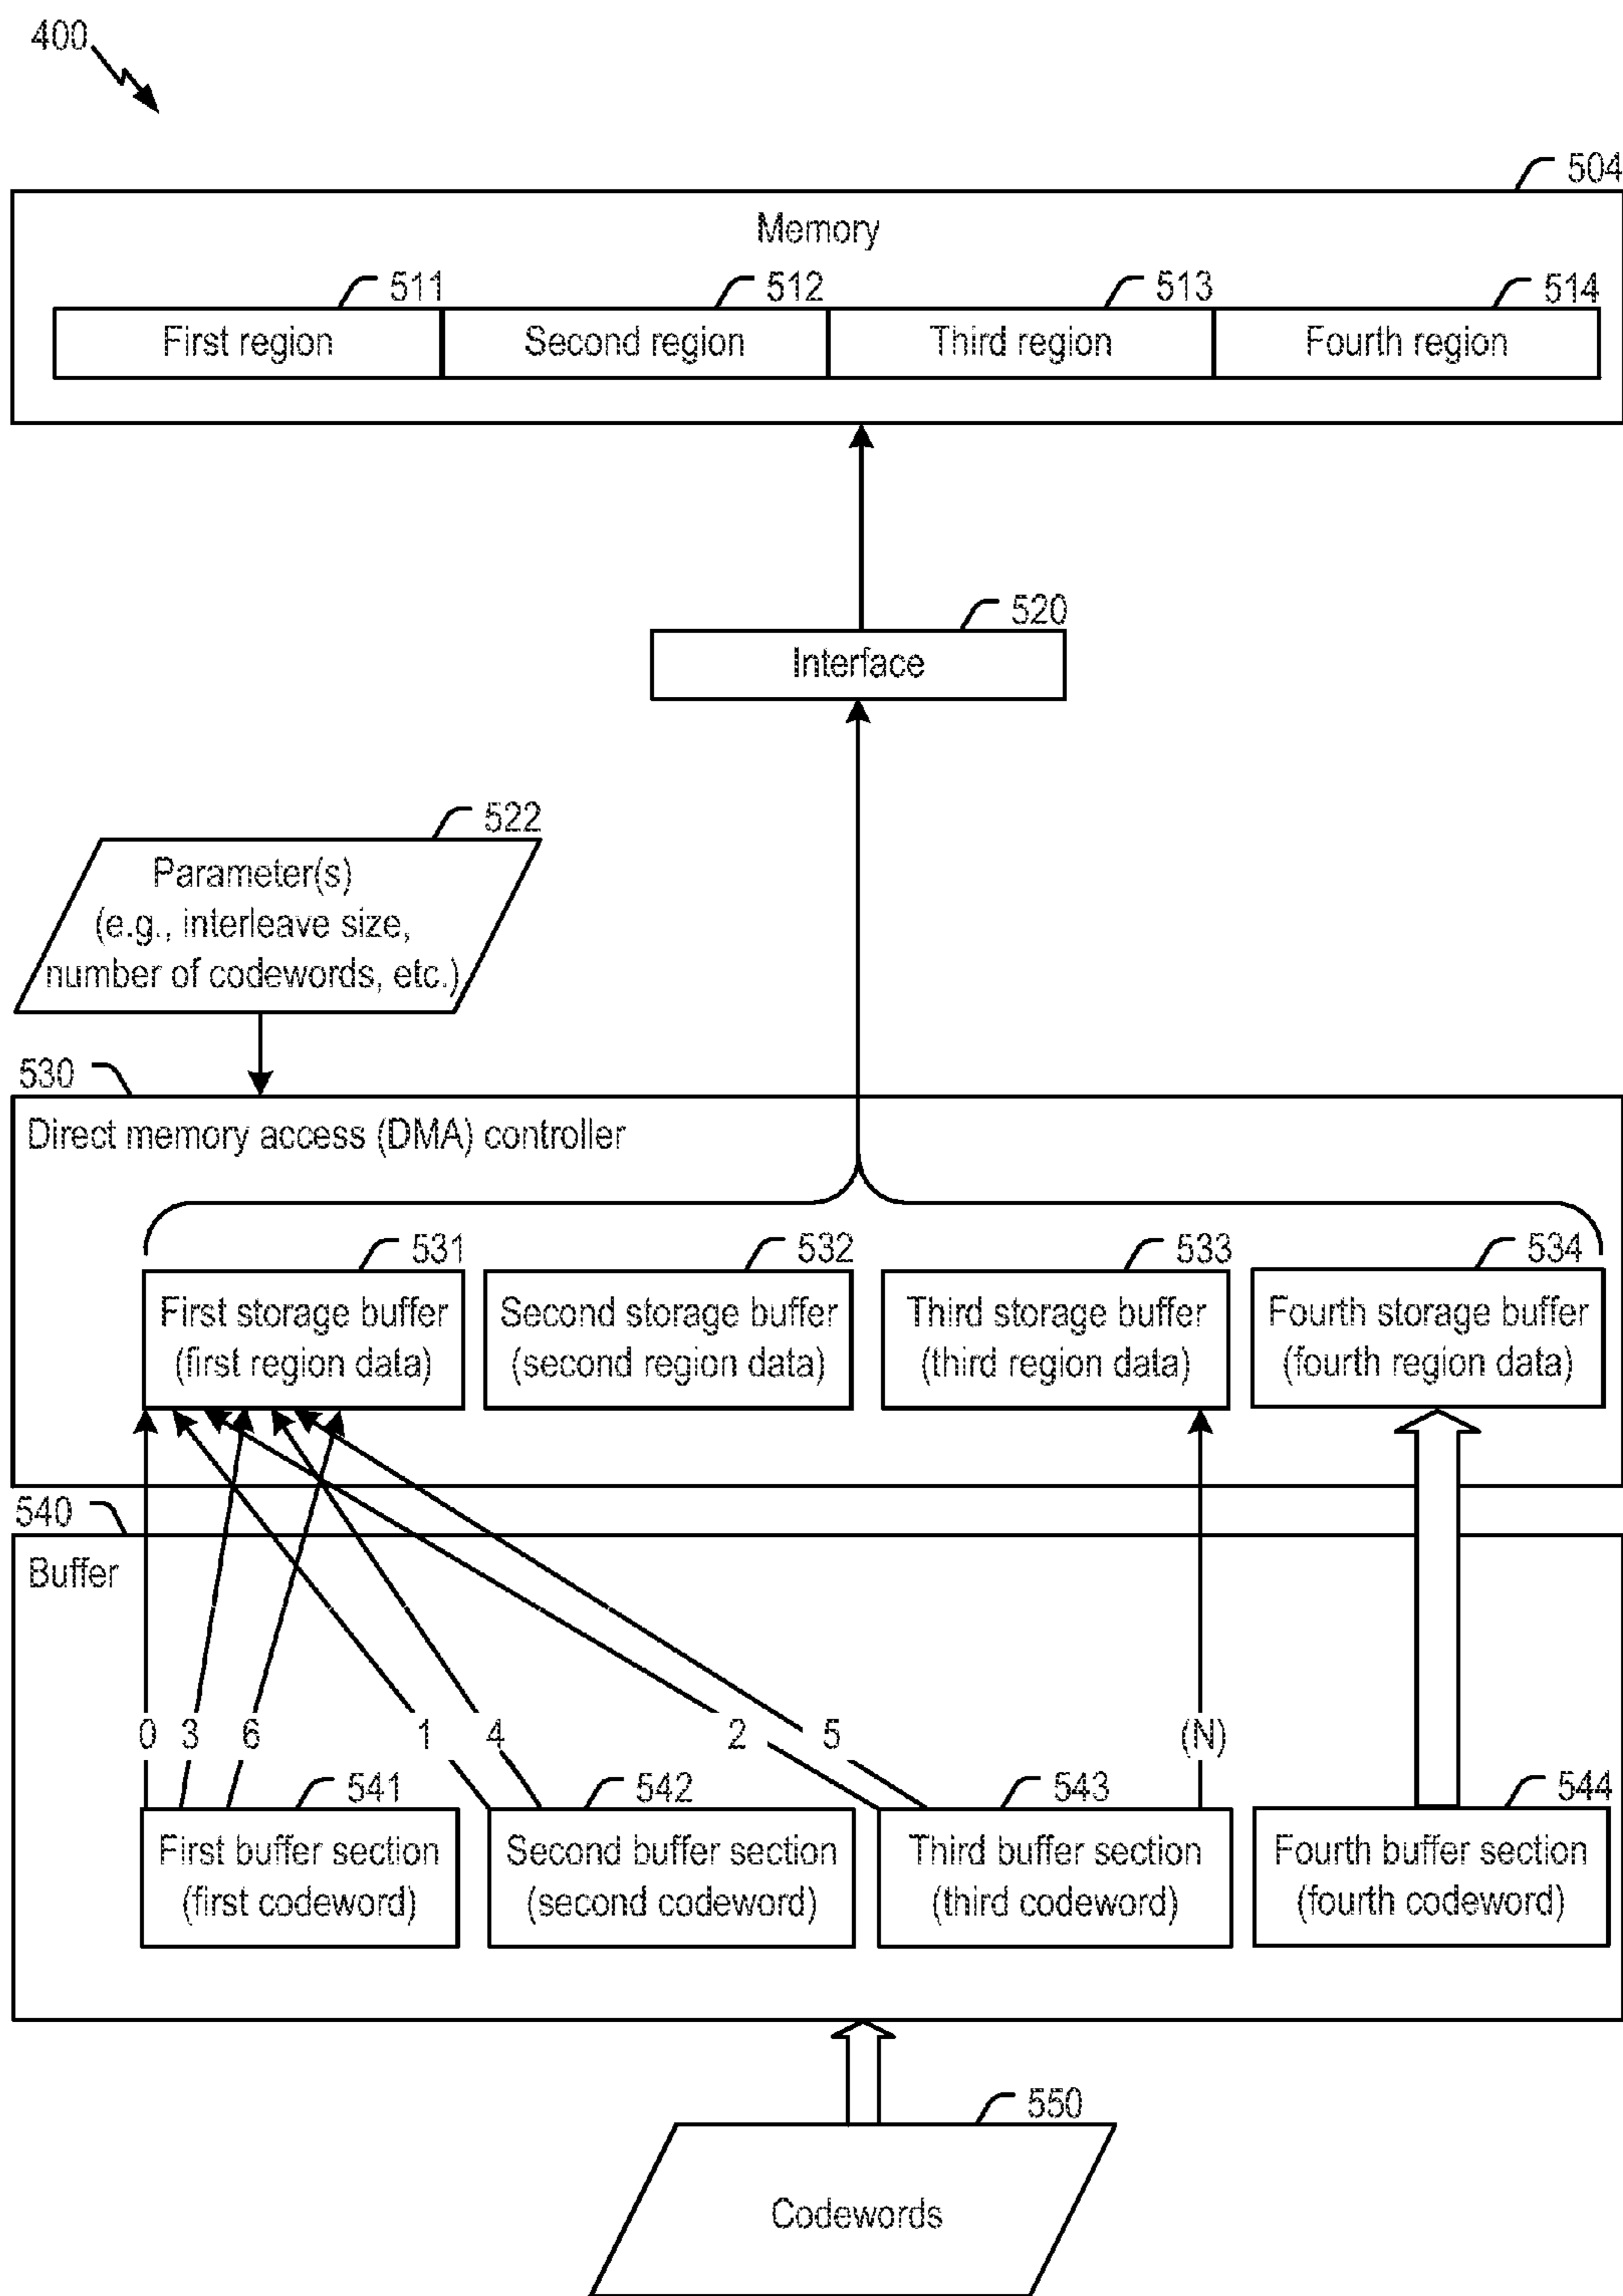 400
504
Memory
511
512
513
514
First region
Second region
Third region
Fourth region
520
Interface
522
Parameter(s)
(e.g., interleave size,
number of codewords, etc.)
530
Direct memory access (DMA) controller
531
532
533
534
First storage buffer
(first region data)
Second storage buffer
(second region data)
Third storage buffer
(third region data)
Fourth storage buffer
(fourth region data)
540
Buffer
0
3
6
1
4
2
5
(N)
541
542
543
544
First buffer section
(first codeword)
Second buffer section
(second codeword)
Third buffer section
(third codeword)
Fourth buffer section
(fourth codeword)
550
Codewords